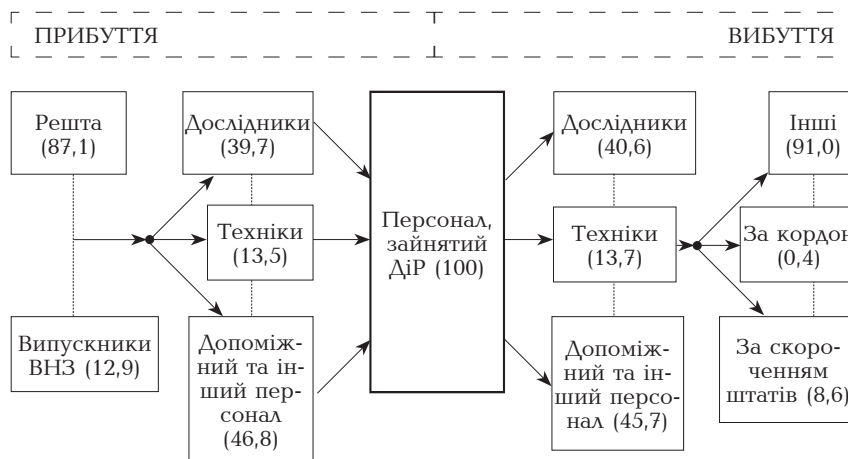 ПРИБУТТЯ
ВИБУТТЯ
Решта
(87,1)
Випускники
ВНЗ (12,9)
Дослідники
(39,7)
Техніки
(13,5)
Допоміж-
ний та ін-
ший пер-
сонал
(46,8)
Персонал,
зайнятий
ДіР (100)
Дослідники
(40,6)
Техніки
(13,7)
Допоміж-
ний та ін-
ший персо-
нал (45,7)
Інші
(91,0)
За кордон
(0,4)
За скоро-
ченням
штатів (8,6)